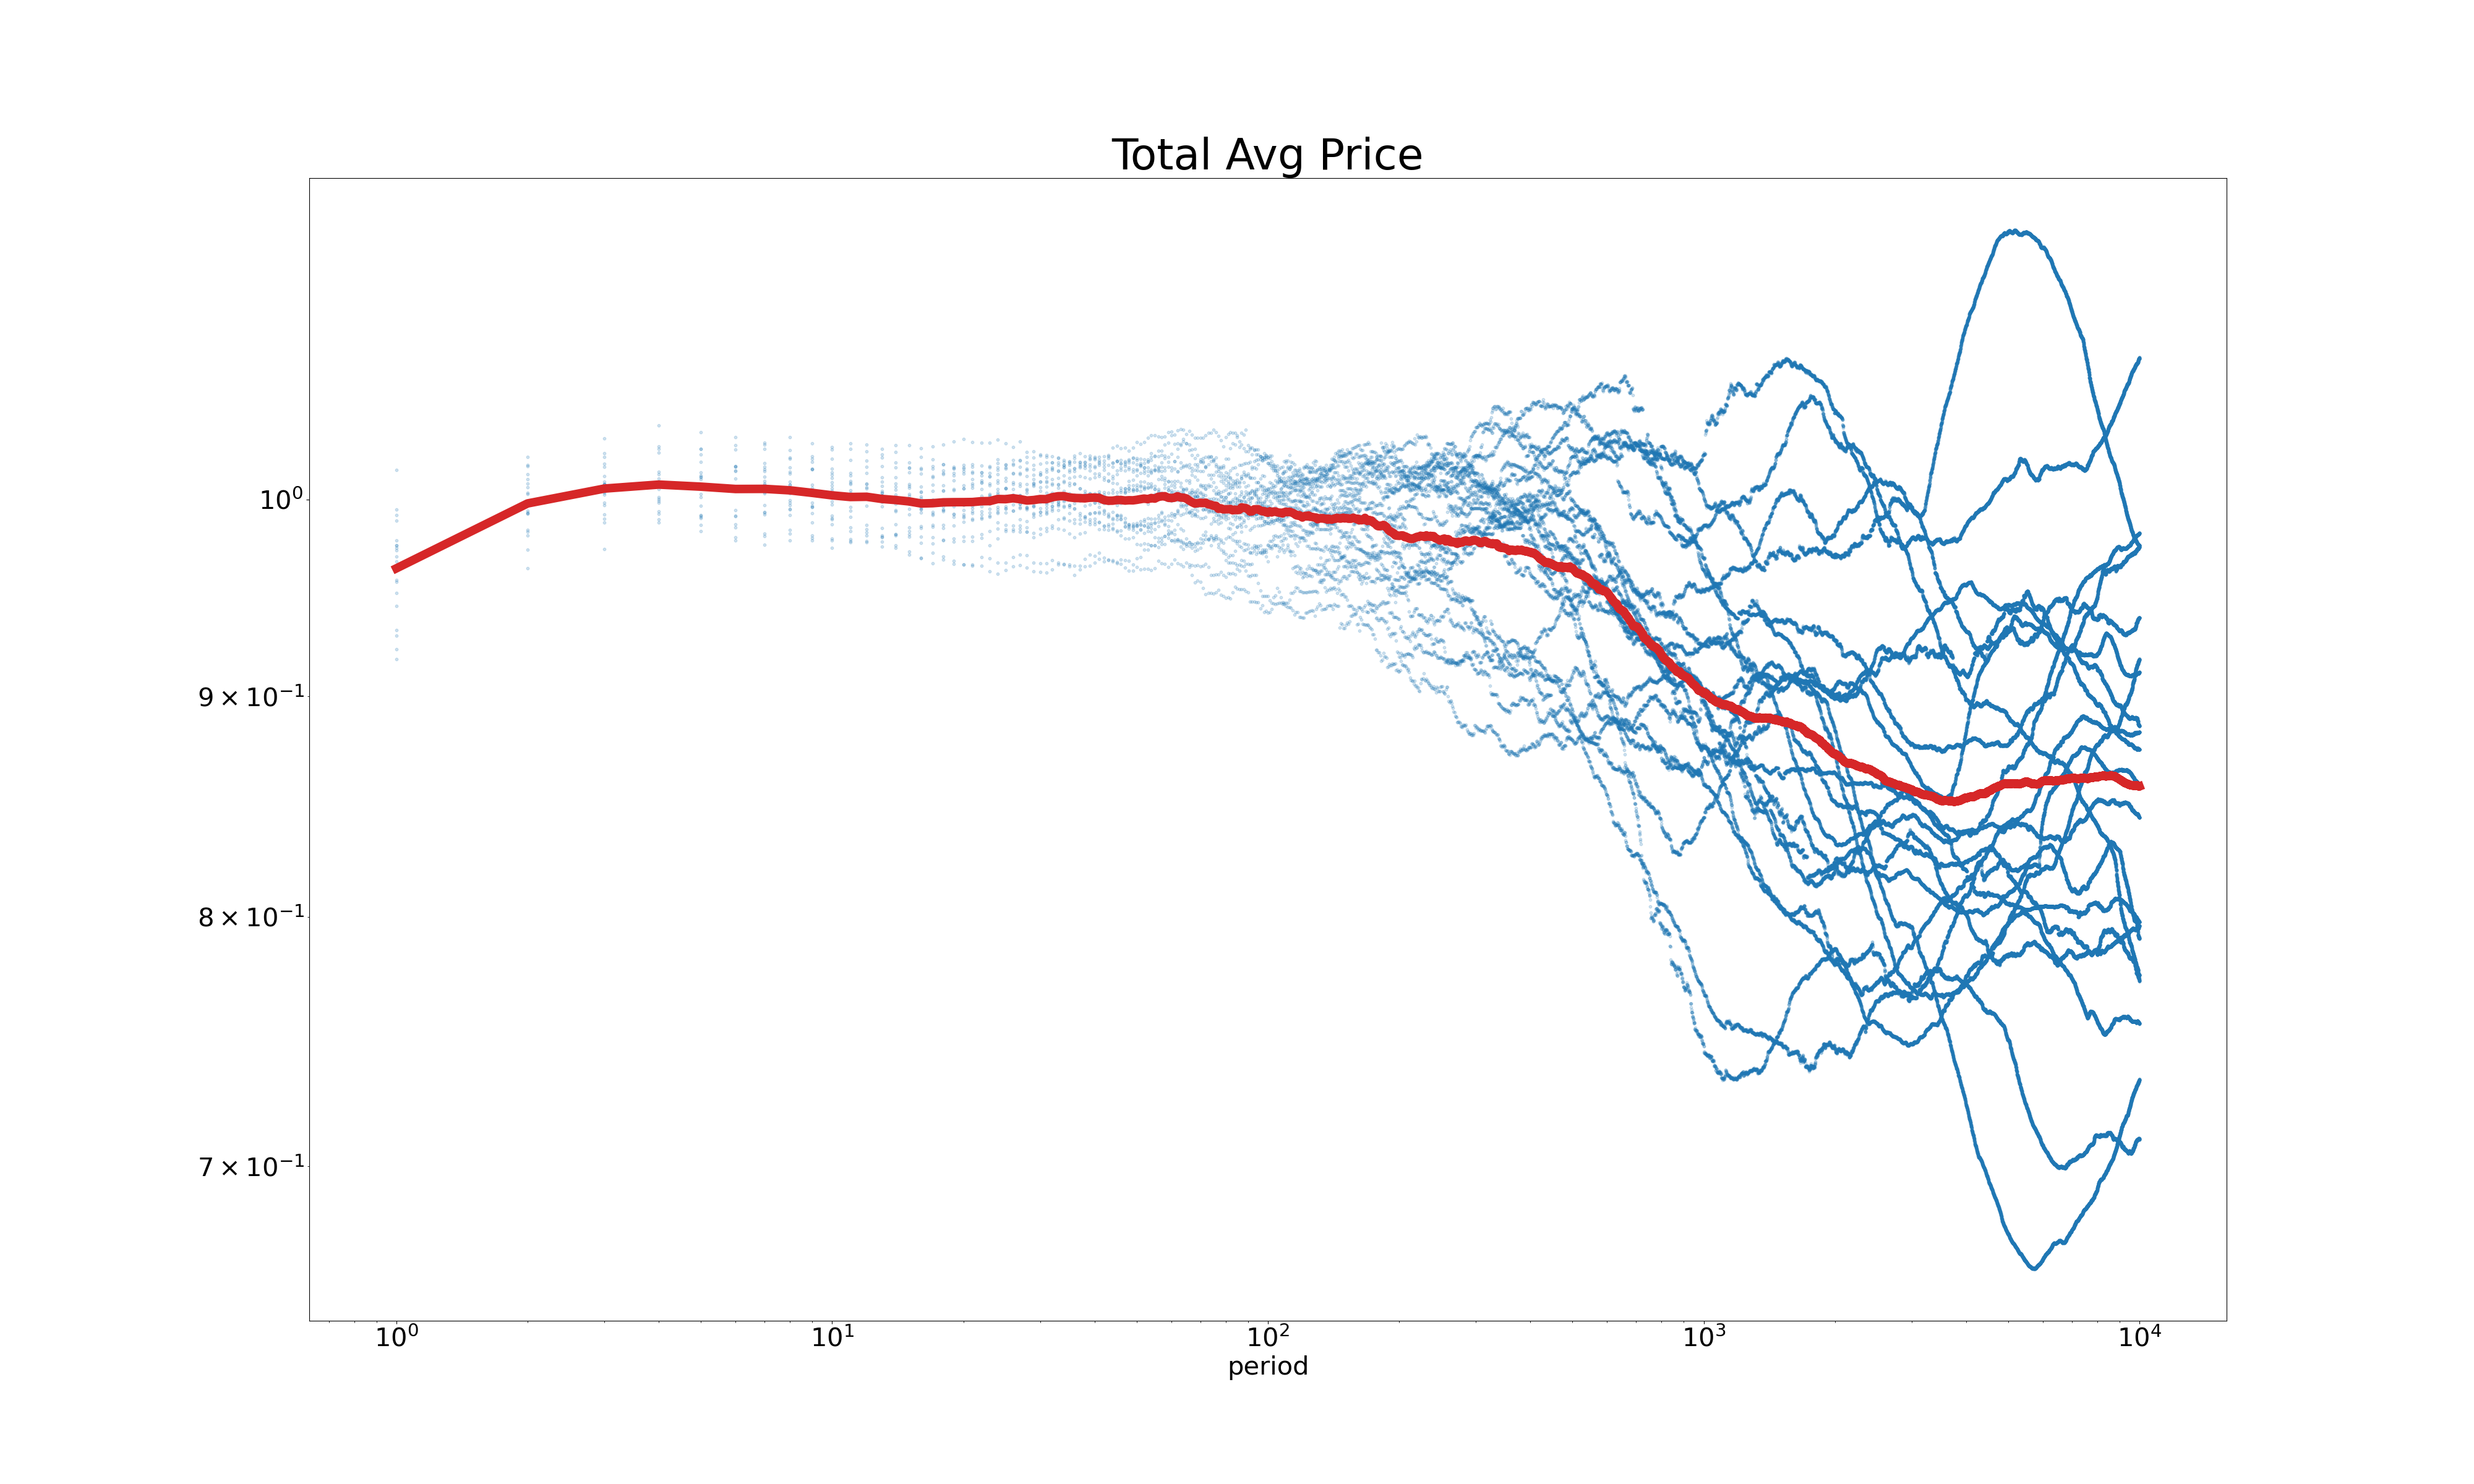 Total Avg Price
10⁰
9 × 10⁻¹
8 × 10⁻¹
7 × 10⁻¹
10⁰ 10¹ 10² 10³ 10⁴
period